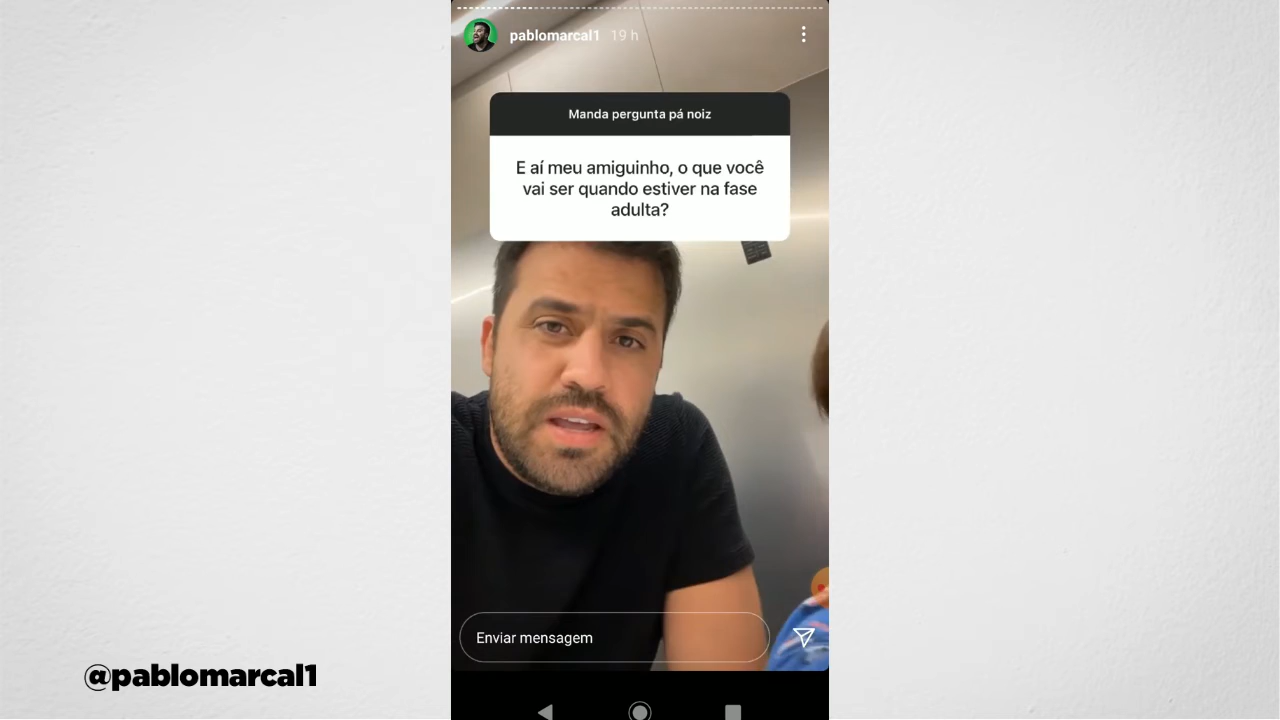 pablomarcal1 19 h
Manda pergunta pá noiz
E aí meu amiguinho, o que você
vai ser quando estiver na fase
adulta?
Enviar mensagem
@pablomarcal1